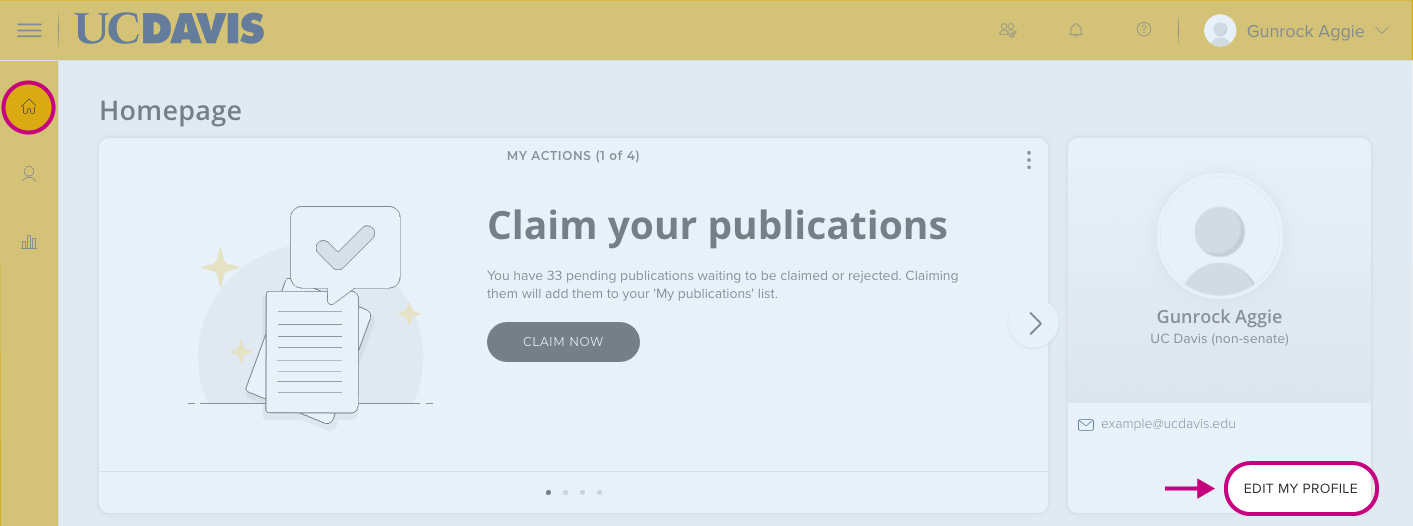 UCDAVIS
Gunrock Aggie
Homepage
MY ACTIONS (1 of 4)
Claim your publications
You have 33 pending publications waiting to be claimed or rejected. Claiming
them will add them to your 'My publications' list.
CLAIM NOW
Gunrock Aggie
UC Davis (non-senate)
example@ucdavis.edu
EDIT MY PROFILE